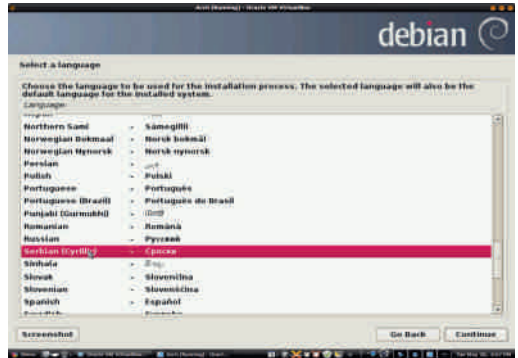 debian
Select a language
Choose the language to be used for the installation process. The selected language will also be the
default language for the installed system.
Language:
Northern Sami - Sámegillii
Norwegian Bokmaal - Norsk bokmål
Norwegian Nynorsk - Norsk nynorsk
Persian -
Polish - Polski
Portuguese - Português
Portuguese (Brazil) - Português do Brasil
Punjabi (Gurmukhi) -
Romanian - Română
Russian - Русский
Serbian (Cyrillic) - Српски
Sinhala -
Slovak - Slovenčina
Slovenian - Slovenščina
Spanish - Español
Screenshot
Go Back
Continue